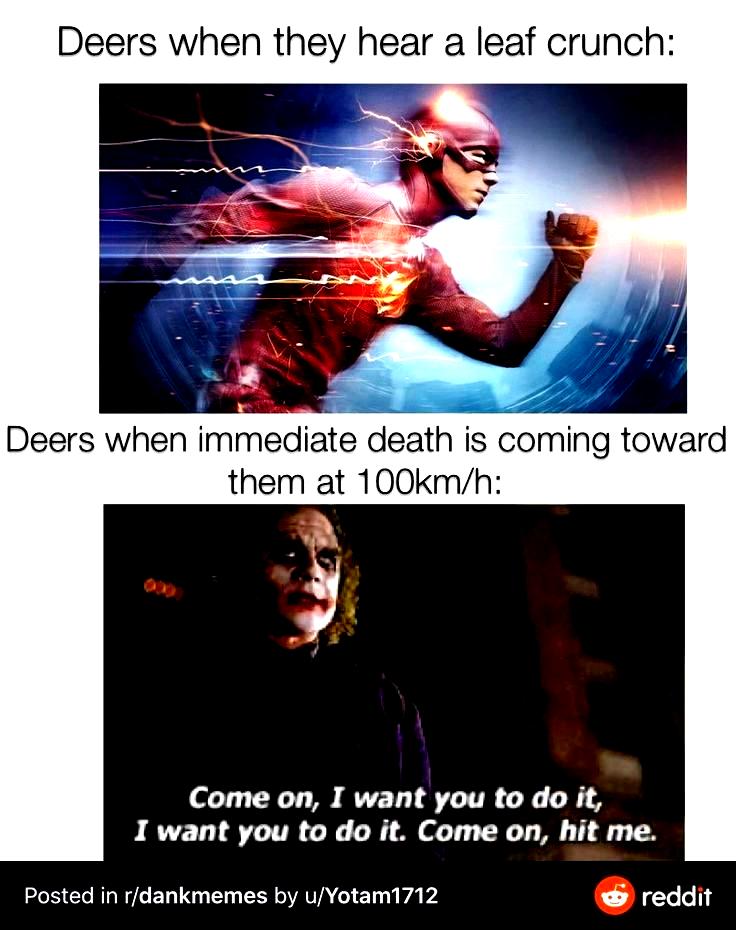 Deers when they hear a leaf crunch:
Deers when immediate death is coming toward
them at 100km/h:
Come on, I want you to do it,
I want you to do it. Come on, hit me.
Posted in r/dankmemes by u/Yotam1712
reddit